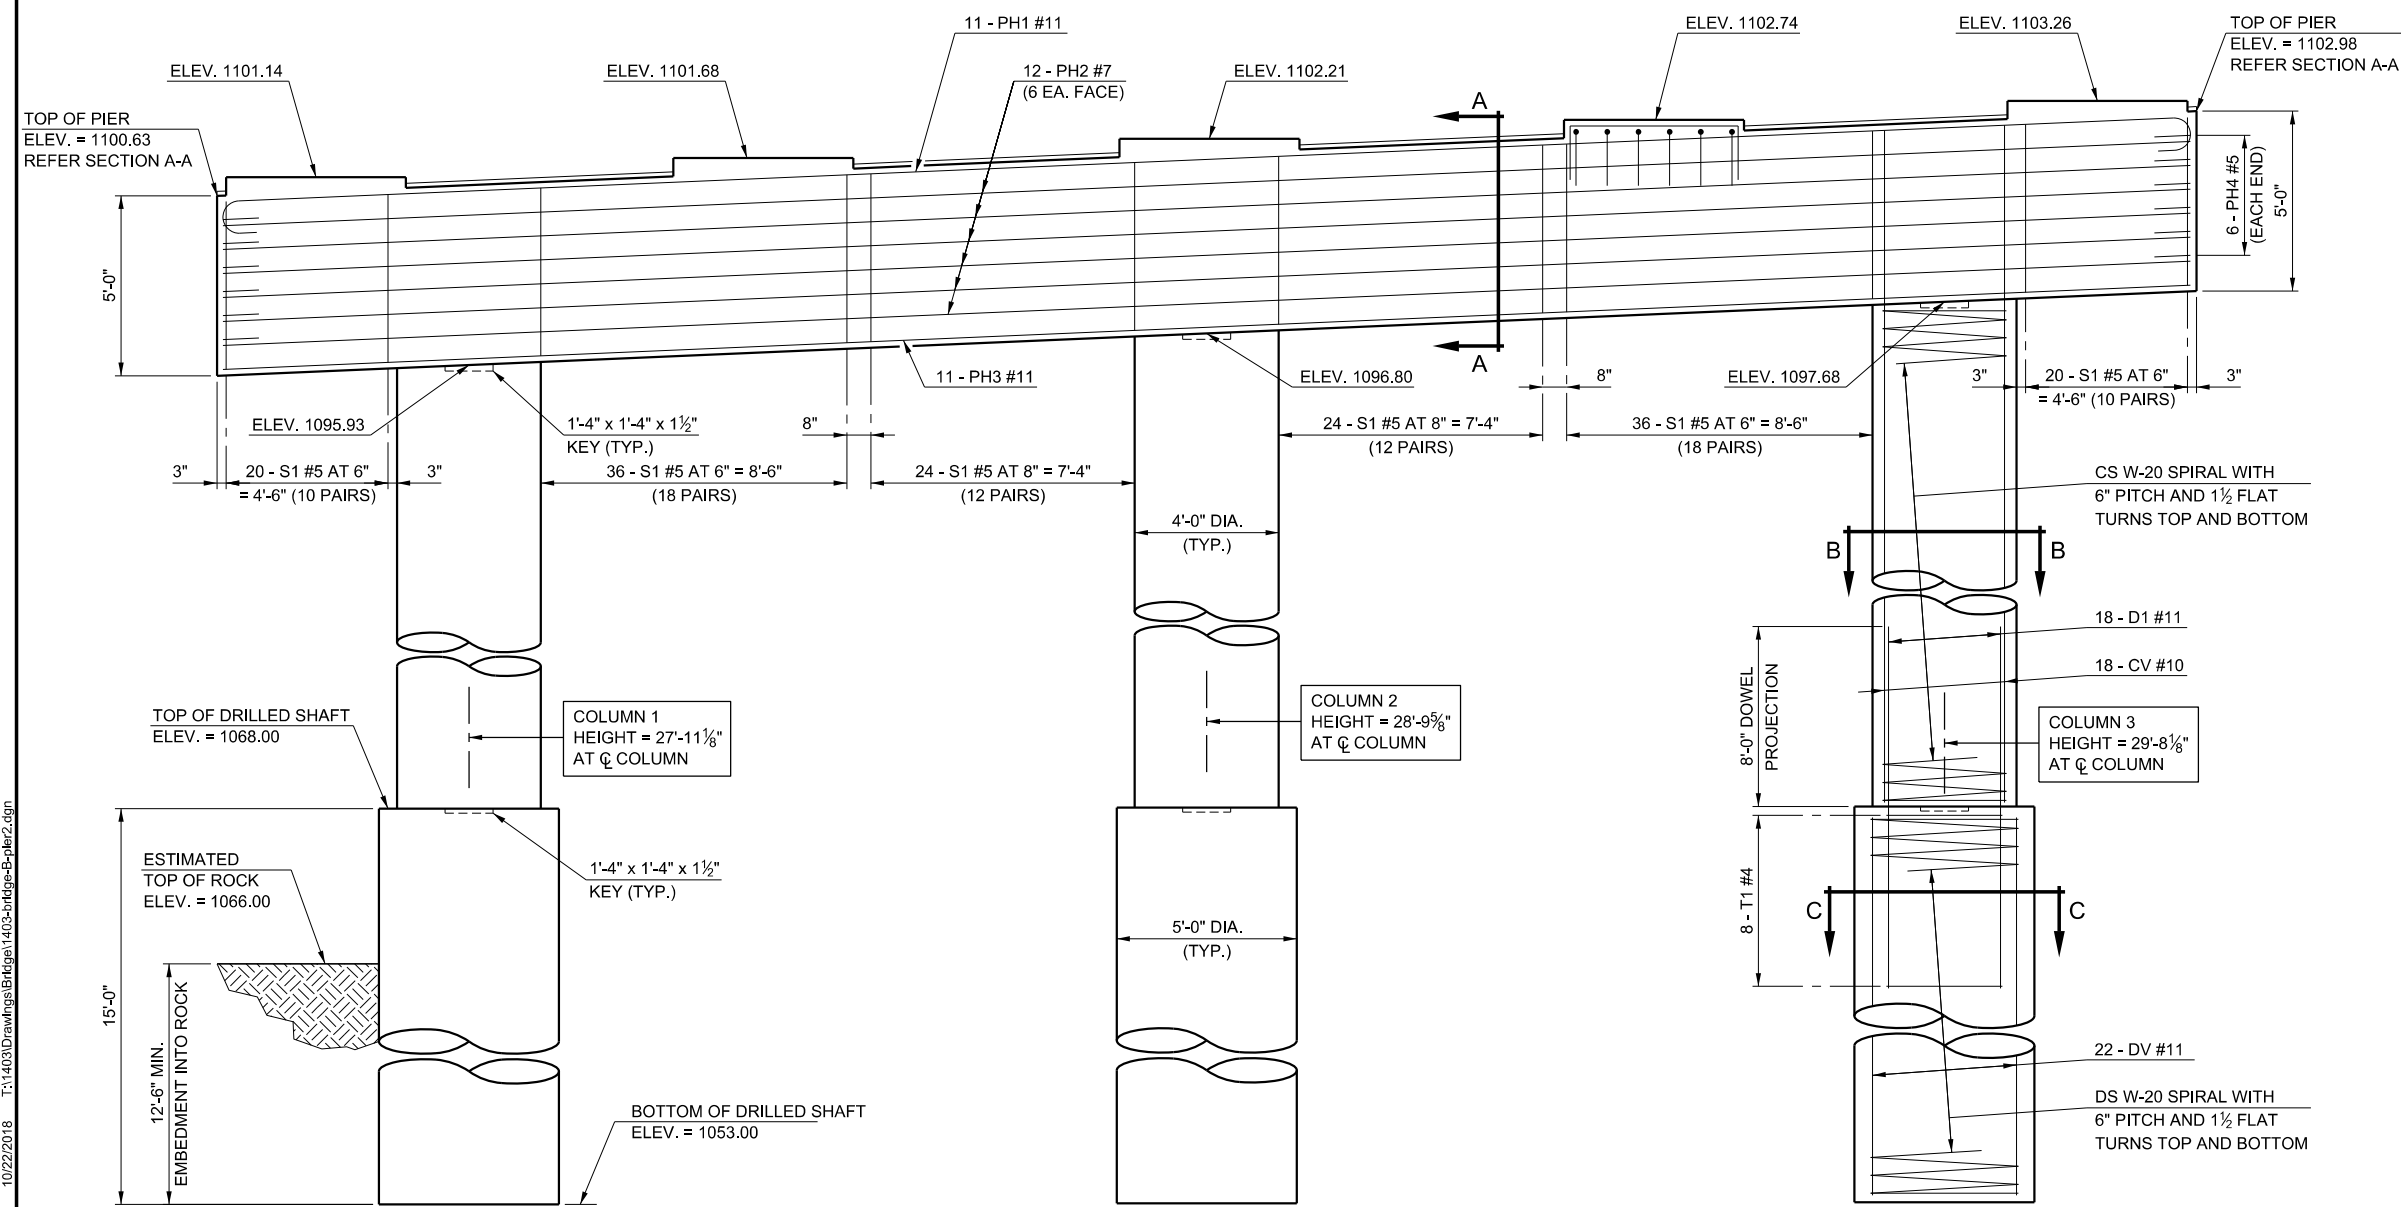 11 - PH1 #11
ELEV. 1102.74
ELEV. 1103.26
TOP OF PIER
ELEV. = 1102.98
REFER SECTION A-A
ELEV. 1101.14
ELEV. 1101.68
12 - PH2 #7
(6 EA. FACE)
ELEV. 1102.21
A
TOP OF PIER
ELEV. = 1100.63
REFER SECTION A-A
6 - PH4 #5
(EACH END)
5'-0"
5'-0"
A
11 - PH3 #11
ELEV. 1096.80
8"
ELEV. 1097.68
3"
20 - S1 #5 AT 6"
= 4'-6" (10 PAIRS)
3"
ELEV. 1095.93
1'-4" x 1'-4" x 1½"
KEY (TYP.)
8"
24 - S1 #5 AT 8" = 7'-4"
(12 PAIRS)
36 - S1 #5 AT 6" = 8'-6"
(18 PAIRS)
3"
20 - S1 #5 AT 6"
= 4'-6" (10 PAIRS)
3"
36 - S1 #5 AT 6" = 8'-6"
(18 PAIRS)
24 - S1 #5 AT 8" = 7'-4"
(12 PAIRS)
CS W-20 SPIRAL WITH
6" PITCH AND 1½ FLAT
TURNS TOP AND BOTTOM
4'-0" DIA.
(TYP.)
B
B
18 - D1 #11
18 - CV #10
8'-0" DOWEL
PROJECTION
TOP OF DRILLED SHAFT
ELEV. = 1068.00
COLUMN 1
HEIGHT = 27'-11⅛"
AT ℄ COLUMN
COLUMN 2
HEIGHT = 28'-9⅝"
AT ℄ COLUMN
COLUMN 3
HEIGHT = 29'-8⅛"
AT ℄ COLUMN
ESTIMATED
TOP OF ROCK
ELEV. = 1066.00
1'-4" x 1'-4" x 1½"
KEY (TYP.)
8 - T1 #4
C
C
5'-0" DIA.
(TYP.)
15'-0"
12'-6" MIN.
EMBEDMENT INTO ROCK
22 - DV #11
BOTTOM OF DRILLED SHAFT
ELEV. = 1053.00
DS W-20 SPIRAL WITH
6" PITCH AND 1½ FLAT
TURNS TOP AND BOTTOM
10/22/2018 T:\1403\Drawings\Bridge\1403-bridge-B-pier2.dgn